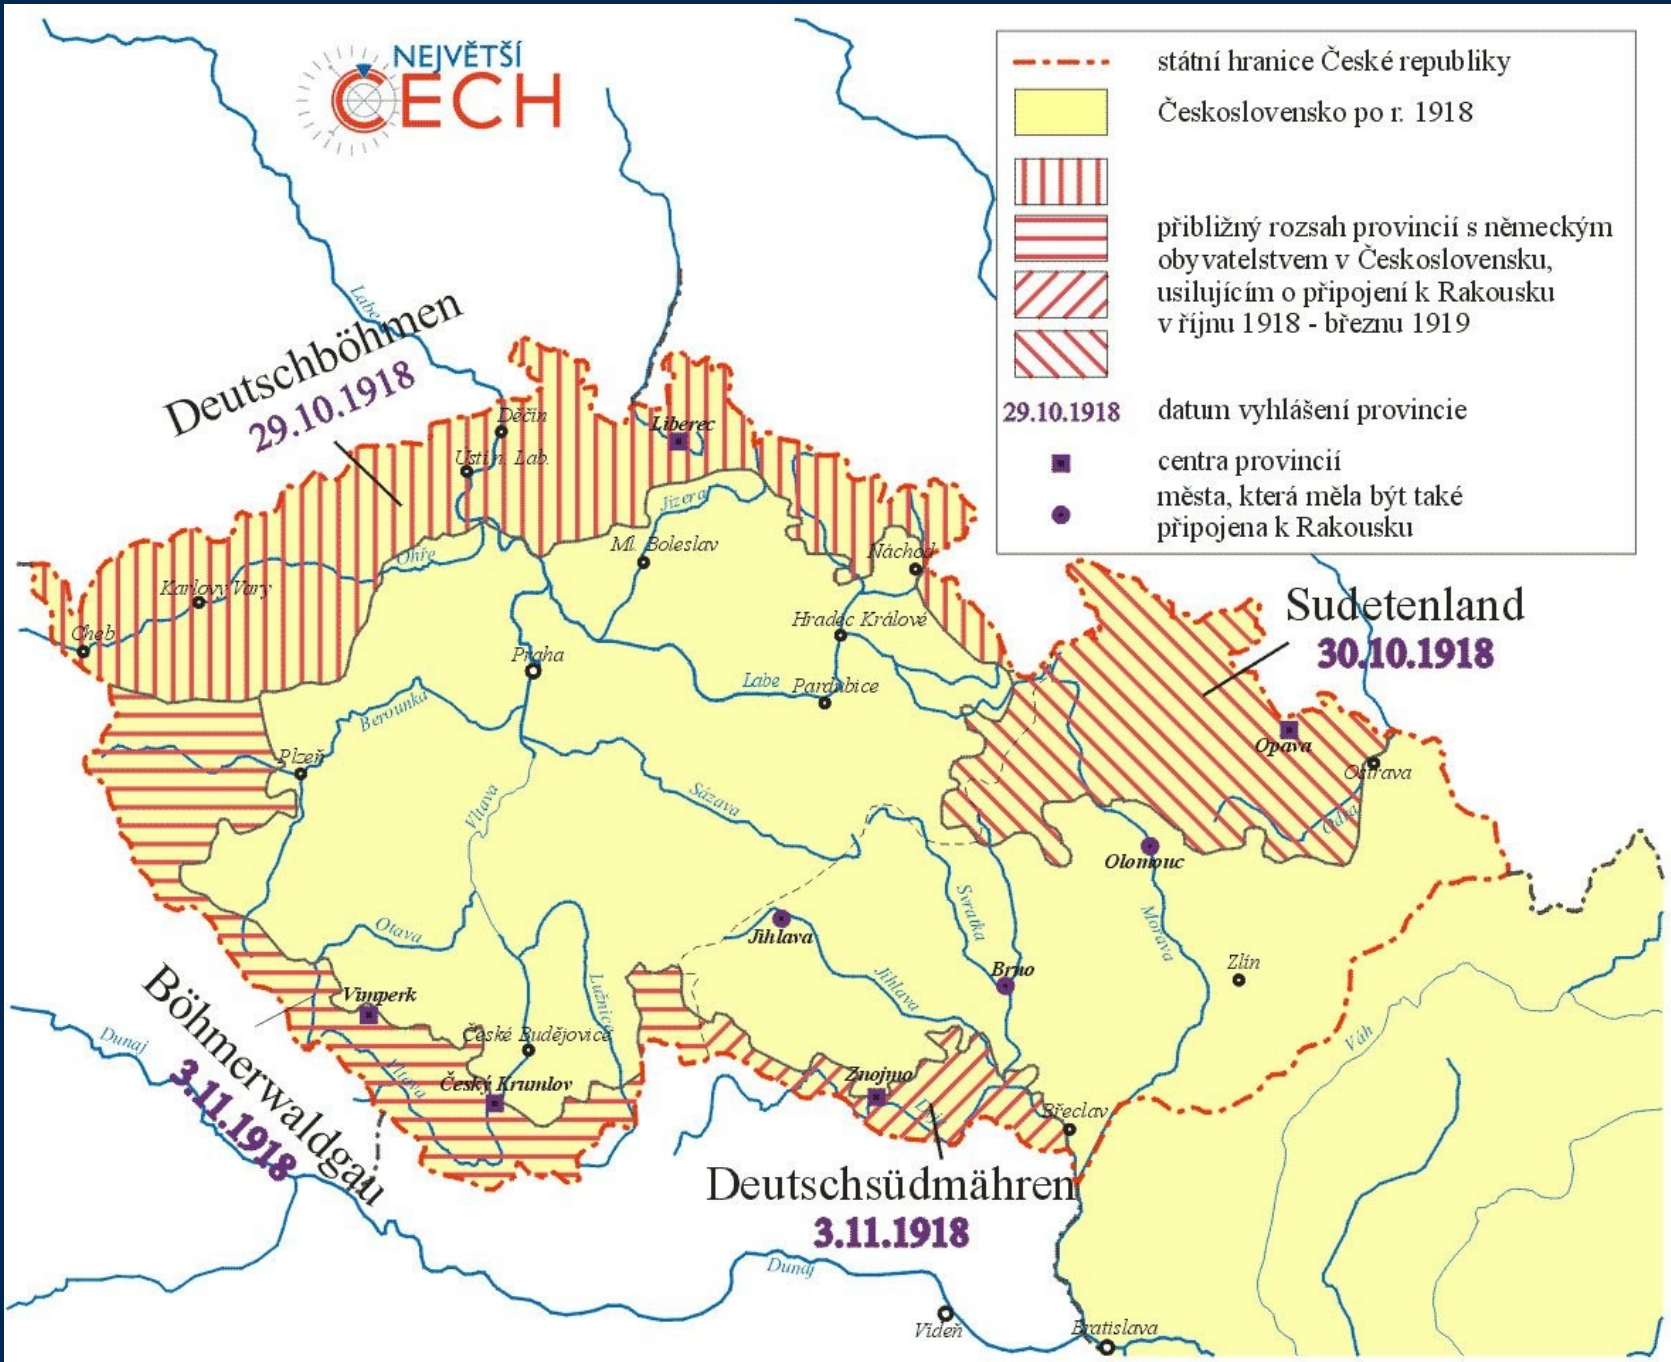 NEJVĚTŠÍ
ČECH
státní hranice České republiky
Československo po r. 1918
přibližný rozsah provincií s německým
obyvatelstvem v Československu,
usilujícím o připojení k Rakousku
v říjnu 1918 - březnu 1919
29.10.1918 datum vyhlášení provincie
centra provincií
města, která měla být také
připojena k Rakousku
Labe
Deutschböhmen
29.10.1918
Děčín
Liberec
Ústí n. Lab.
Jizera
Ohře
Ml. Boleslav
Náchod
Karlovy Vary
Cheb
Hradec Králové
Sudetenland
30.10.1918
Praha
Labe
Pardubice
Berounka
Opava
Plzeň
Ostrava
Vltava
Sázava
Odra
Olomouc
Otava
Jihlava
Svratka
Morava
Brno
Zlín
Jihlava
Lužnice
Vimperk
Böhmerwaldgau
3.11.1918
Dunaj
České Budějovice
Váh
Vltava
Český Krumlov
Znojmo
Dyje
Břeclav
Deutschsüdmähren
3.11.1918
Dunaj
Vídeň
Bratislava